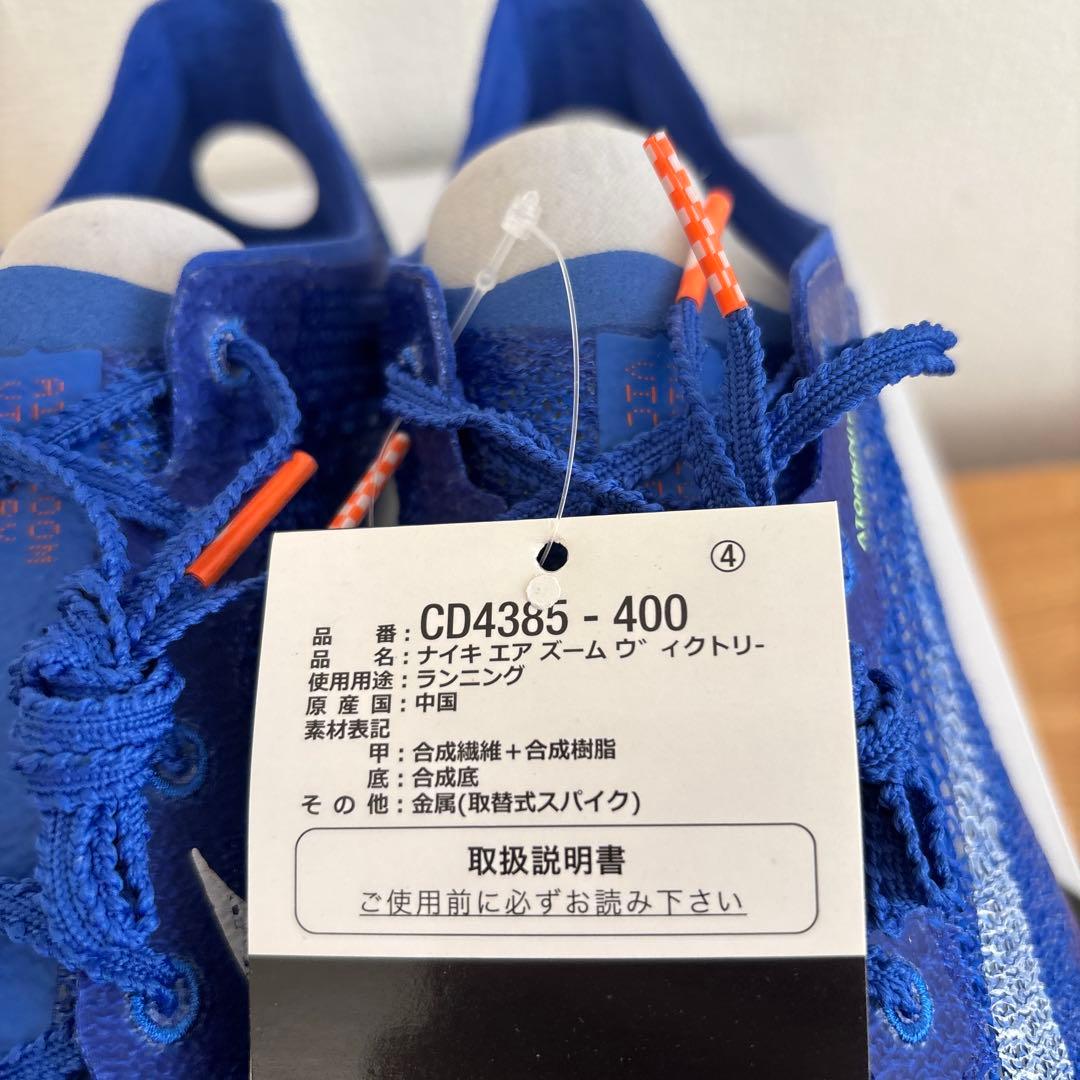 ④
品 番：CD4385 - 400
品 名：ナイキ エア ズーム ヴィクトリ-
使用用途：ランニング
原 産 国：中国
素材表記
甲：合成繊維＋合成樹脂
底：合成底
そ の 他：金属(取替式スパイク)
取扱説明書
ご使用前に必ずお読み下さい